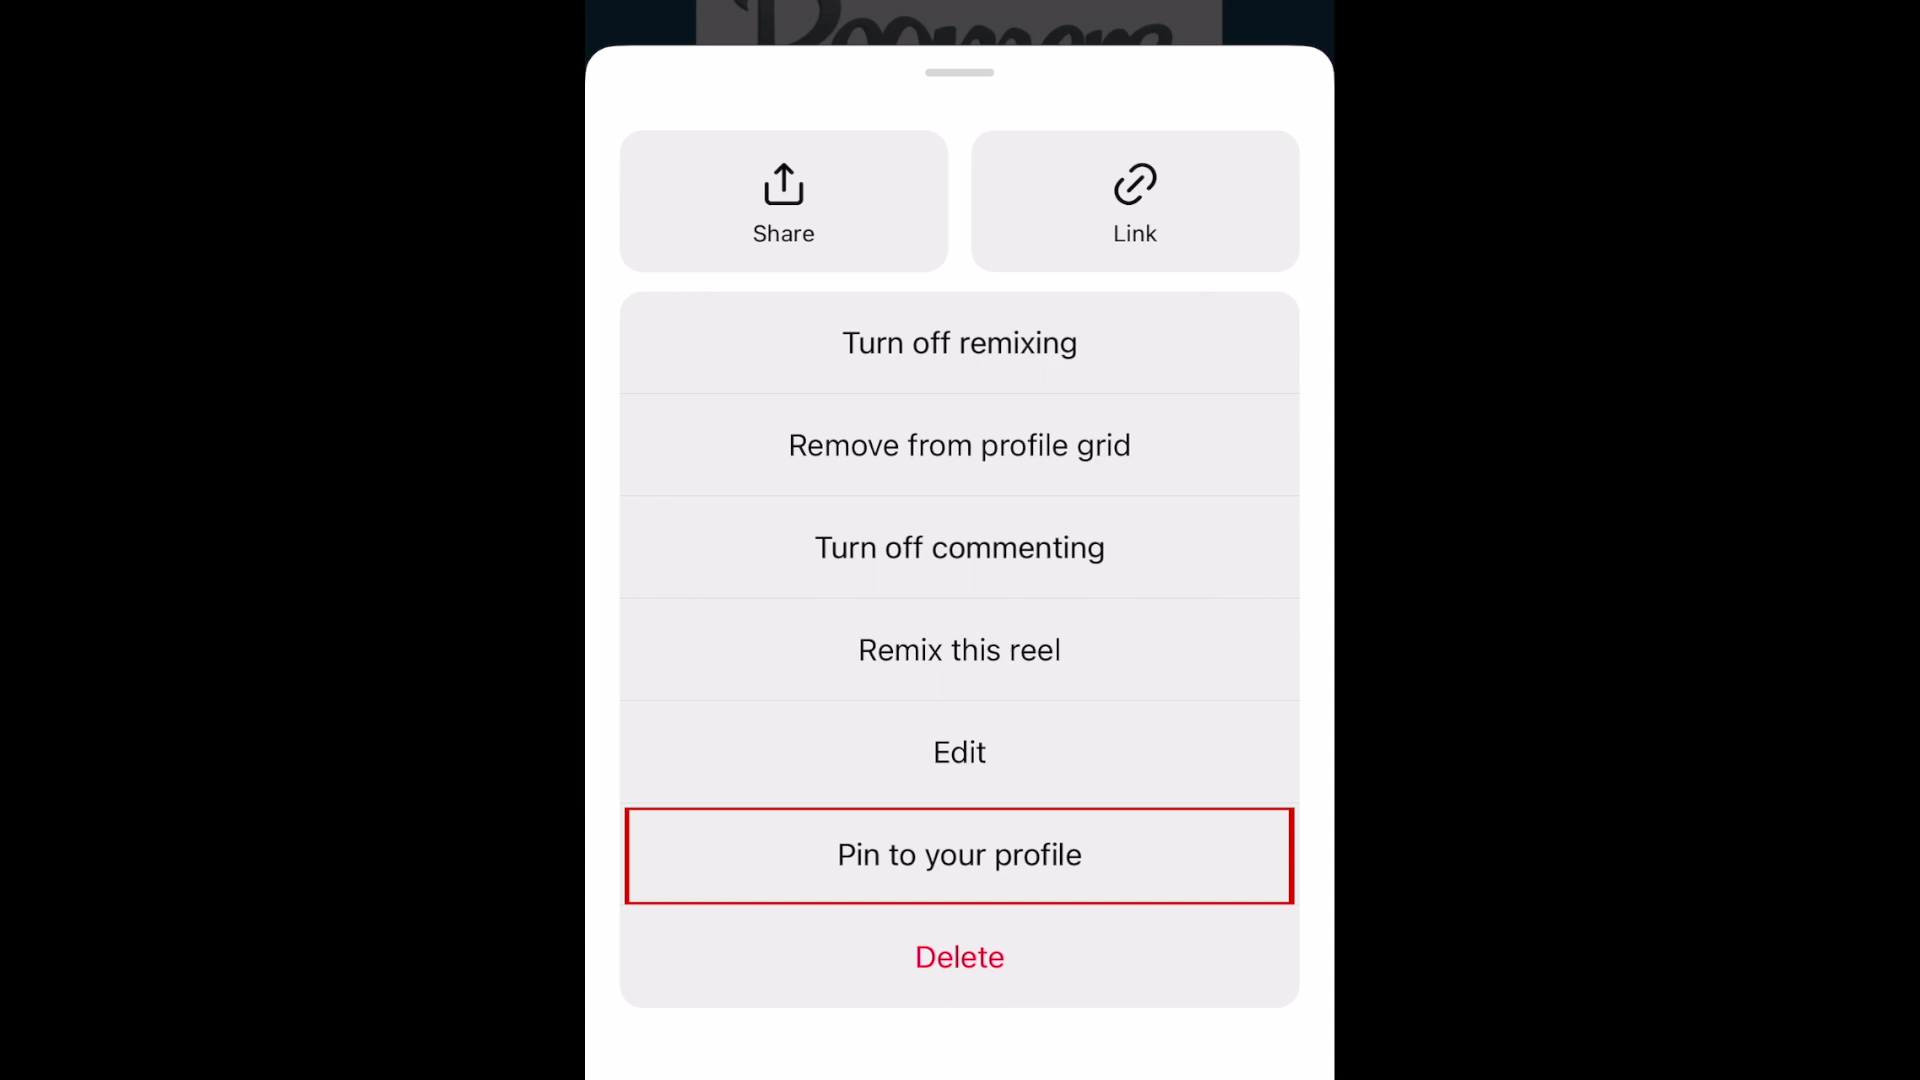 Share
Link
Turn off remixing
Remove from profile grid
Turn off commenting
Remix this reel
Edit
Pin to your profile
Delete